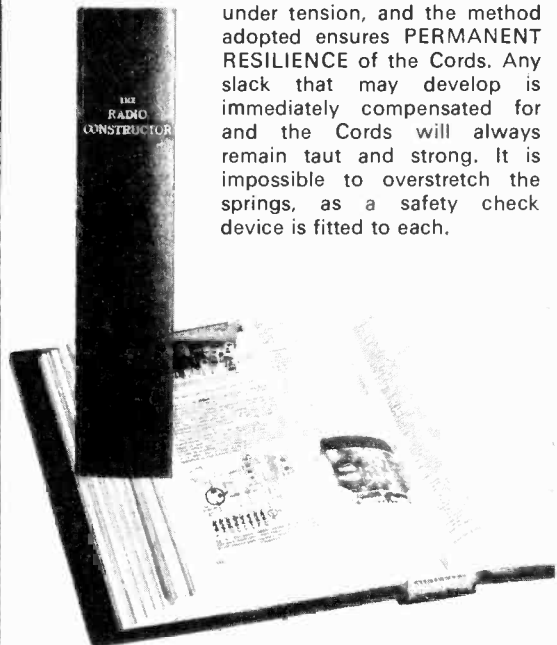 under tension, and the method
adopted ensures PERMANENT
RESILIENCE of the Cords. Any
slack that may develop is
immediately compensated for
and the Cords will always
remain taut and strong. It is
impossible to overstretch the
springs, as a safety check
device is fitted to each.
THE
RADIO
CONSTRUCTOR